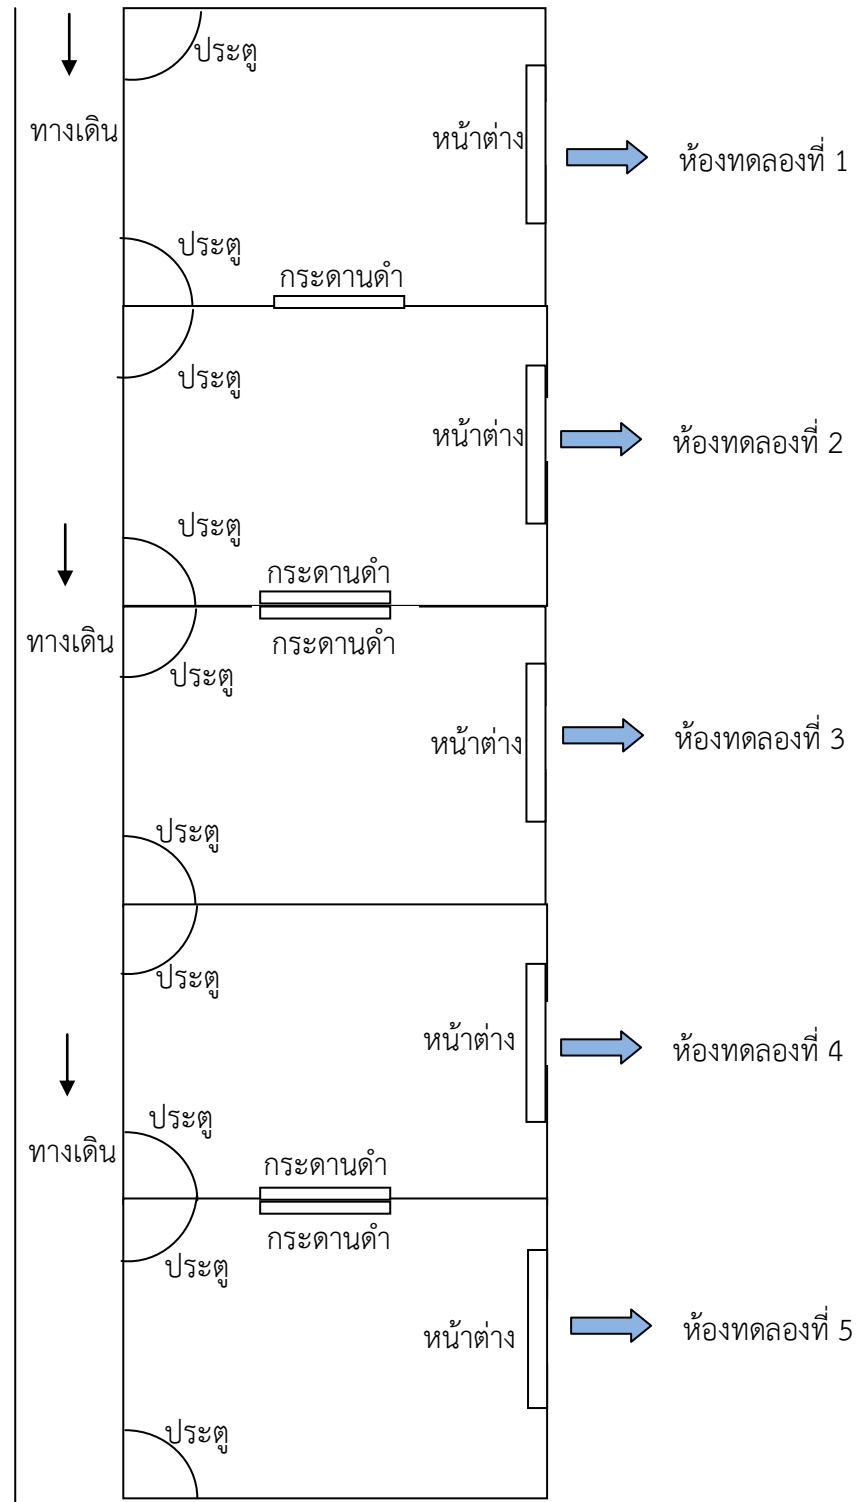 ประตู
ทางเดิน
หน้าต่าง
ห้องทดลองที่ 1
ประตู
กระดานดำ
ประตู
หน้าต่าง
ห้องทดลองที่ 2
ประตู
กระดานดำ
ทางเดิน
กระดานดำ
ประตู
หน้าต่าง
ห้องทดลองที่ 3
ประตู
ประตู
หน้าต่าง
ห้องทดลองที่ 4
ประตู
ทางเดิน
กระดานดำ
กระดานดำ
ประตู
หน้าต่าง
ห้องทดลองที่ 5
ประตู